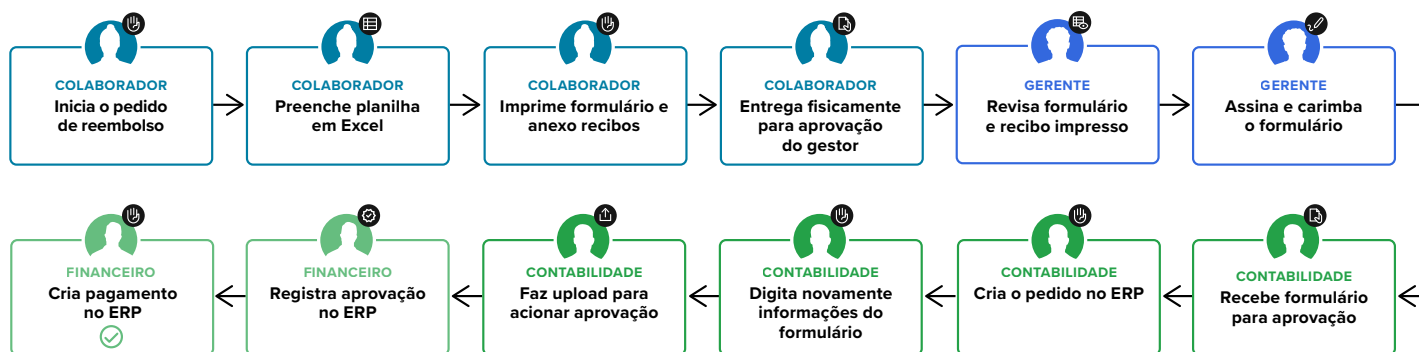 COLABORADOR
Inicia o pedido
de reembolso
COLABORADOR
Preenche planilha
em Excel
COLABORADOR
Imprime formulário e
anexo recibos
COLABORADOR
Entrega fisicamente
para aprovação
do gestor
GERENTE
Revisa formulário
e recibo impresso
GERENTE
Assina e carimba
o formulário
FINANCEIRO
Cria pagamento
no ERP
FINANCEIRO
Registra aprovação
no ERP
CONTABILIDADE
Faz upload para
acionar aprovação
CONTABILIDADE
Digita novamente
informações do
formulário
CONTABILIDADE
Cria o pedido no ERP
CONTABILIDADE
Recebe formulário
para aprovação